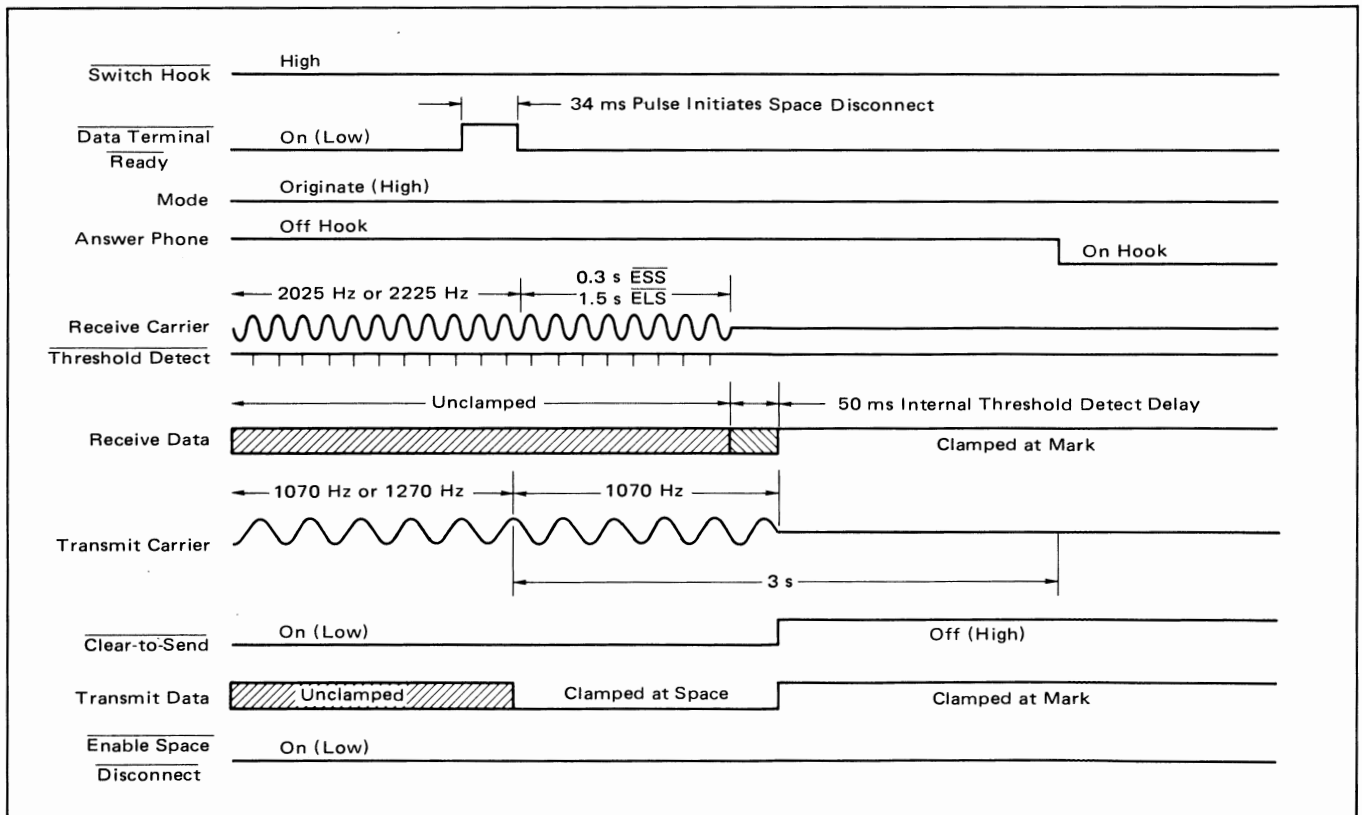 High
Switch Hook
34 ms Pulse Initiates Space Disconnect
Data Terminal
Ready
On (Low)
Originate (High)
Mode
Off Hook
Answer Phone
On Hook
2025 Hz or 2225 Hz
0.3 s ESS
1.5 s ELS
Receive Carrier
Threshold Detect
Unclamped
50 ms Internal Threshold Detect Delay
Receive Data
Clamped at Mark
1070 Hz or 1270 Hz
1070 Hz
Transmit Carrier
3 s
On (Low)
Off (High)
Clear-to-Send
Transmit Data
Unclamped
Clamped at Space
Clamped at Mark
Enable Space
Disconnect
On (Low)